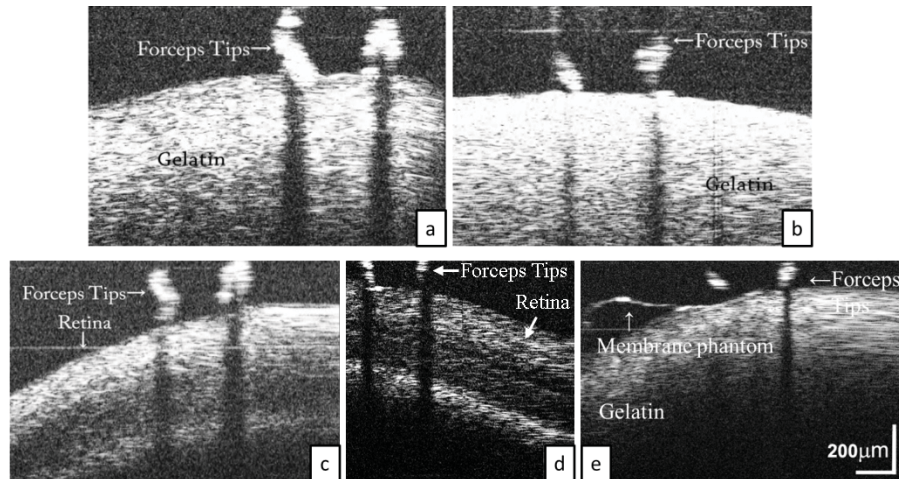 Forceps Tips
Gelatin
a
Forceps Tips
Gelatin
b
Forceps Tips
Retina
c
Forceps Tips
Retina
d
Forceps
Tips
Membrane phantom
Gelatin
200μm
e